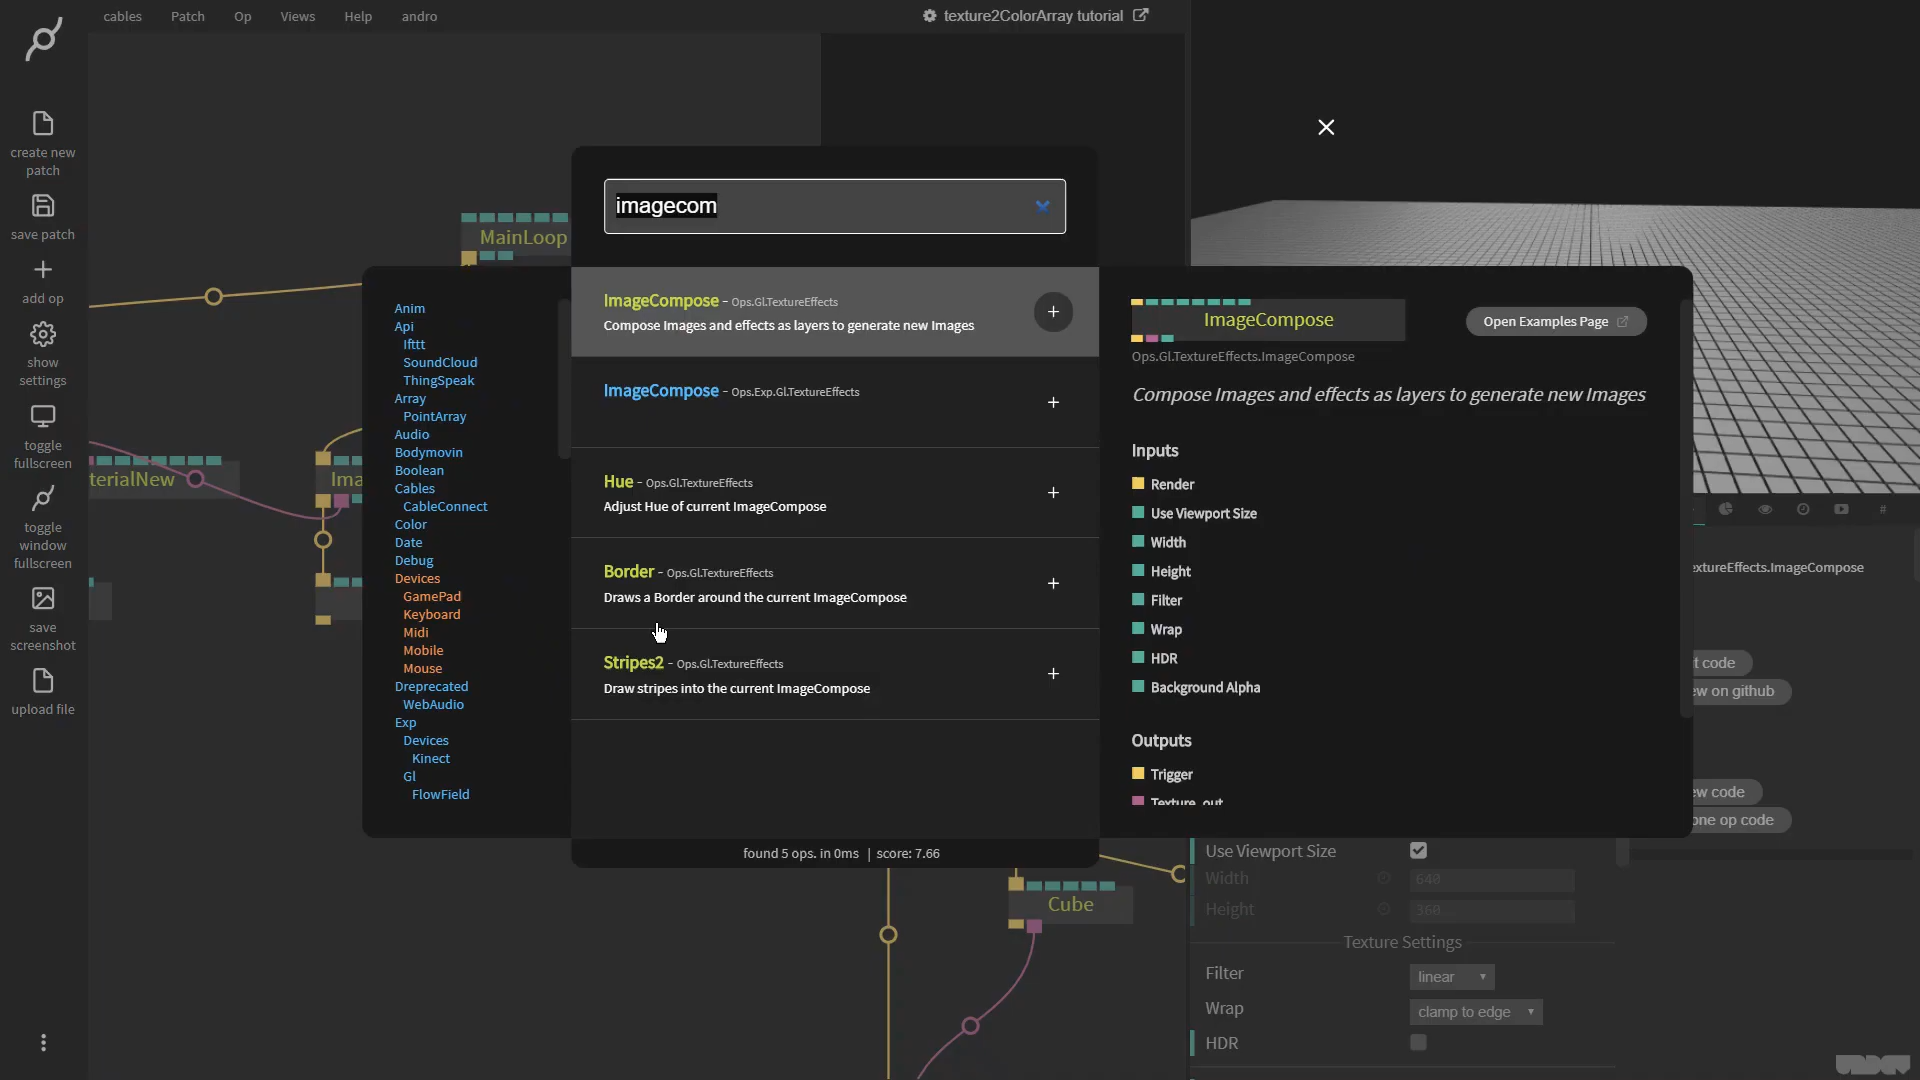 cables
Patch
Op
Views
Help
andro
texture2ColorArray tutorial
create new
patch
save patch
add op
show
settings
toggle
fullscreen
toggle
window
fullscreen
save
screenshot
upload file
MainLoop
terialNew
Ima
imagecom
Anim
Api
Ifttt
SoundCloud
ThingSpeak
Array
PointArray
Audio
Bodymovin
Boolean
Cables
CableConnect
Color
Date
Debug
Devices
GamePad
Keyboard
Midi
Mobile
Mouse
Dreprecated
WebAudio
Exp
Devices
Kinect
Gl
FlowField
ImageCompose - Ops.Gl.TextureEffects
Compose Images and effects as layers to generate new Images
ImageCompose - Ops.Exp.Gl.TextureEffects
Hue - Ops.Gl.TextureEffects
Adjust Hue of current ImageCompose
Border - Ops.Gl.TextureEffects
Draws a Border around the current ImageCompose
Stripes2 - Ops.Gl.TextureEffects
Draw stripes into the current ImageCompose
found 5 ops. in 0ms | score: 7.66
ImageCompose
Open Examples Page
Ops.Gl.TextureEffects.ImageCompose
Compose Images and effects as layers to generate new Images
Inputs
Render
Use Viewport Size
Width
Height
Filter
Wrap
HDR
Background Alpha
Outputs
Trigger
Texture_out
#
extureEffects.ImageCompose
t code
ew on github
ew code
one op code
Cube
Use Viewport Size
Width
640
Height
360
Texture Settings
Filter
linear
Wrap
clamp to edge
HDR